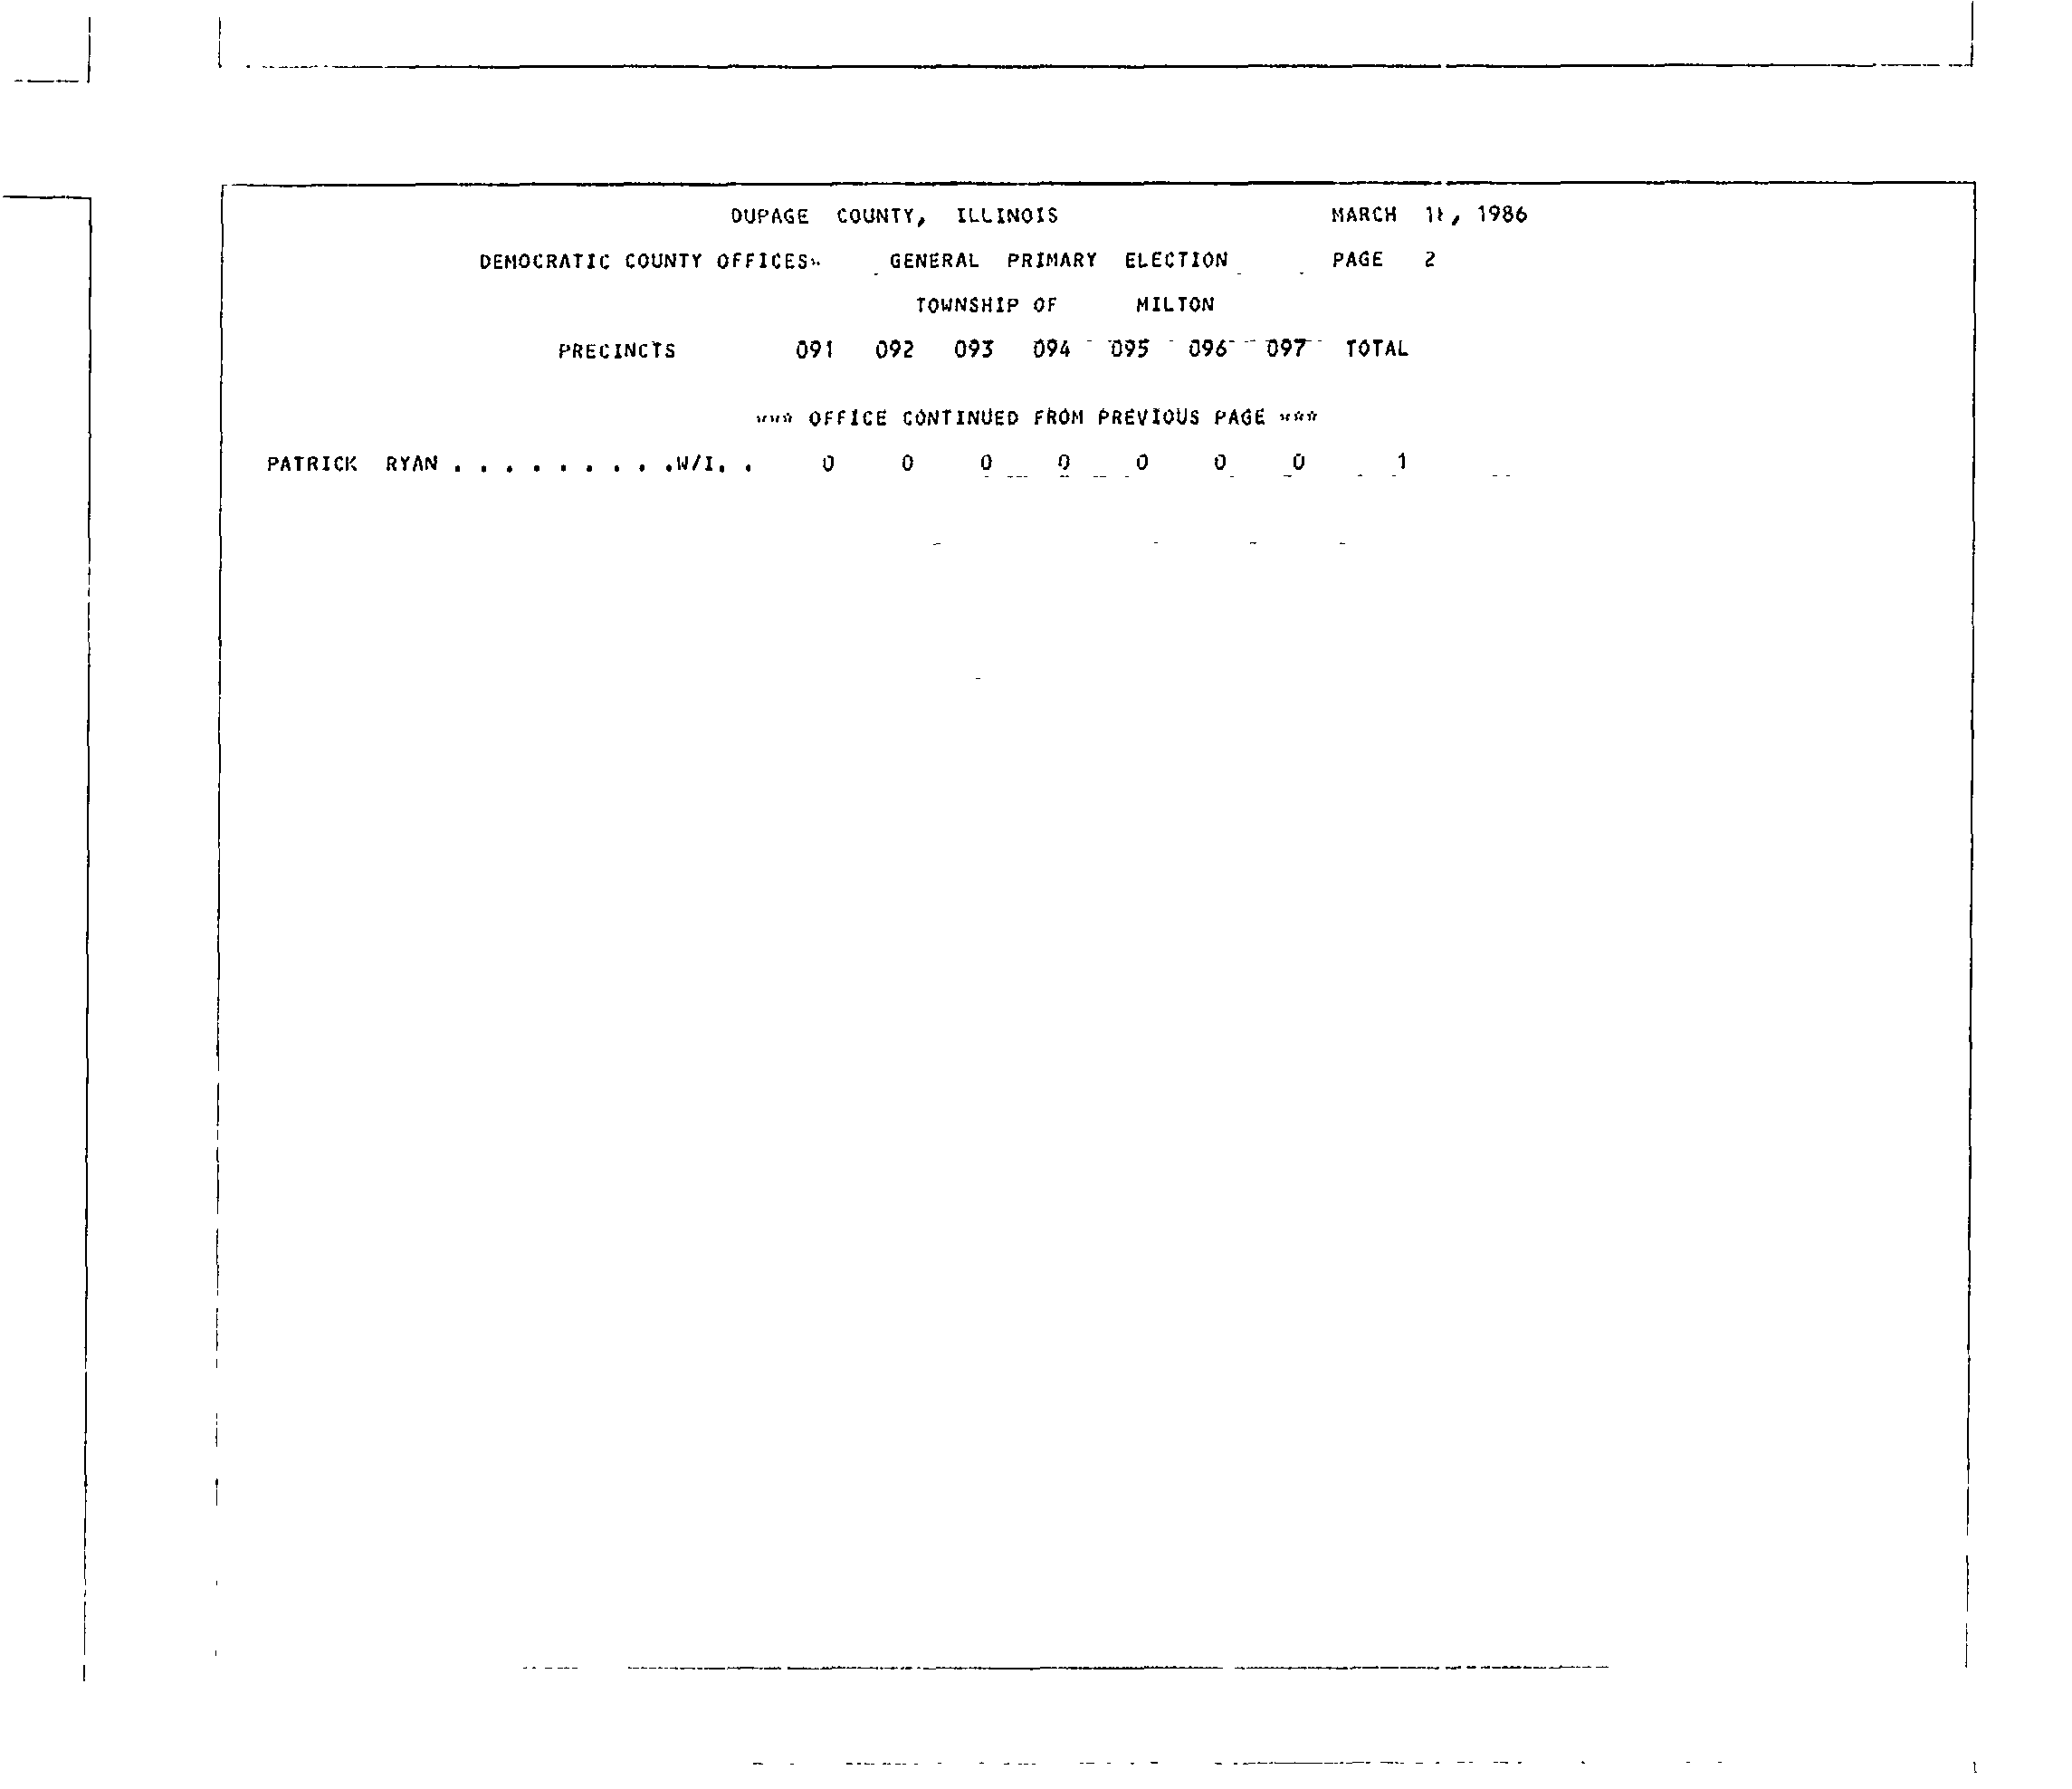 DUPAGE COUNTY, ILLINOIS MARCH , 1986
DEMOCRATIC COUNTY OFFICES GENERAL PRIMARY ELECTION PAGE 2
TOWNSHIP OF MILTON
PRECINCTS 091 092 093 094 095 096 097 TOTAL
*** OFFICE CONTINUED FROM PREVIOUS PAGE ***
PATRICK RYAN . . . . . . . . .W/I. . 0 0 0 0 0 0 0 1